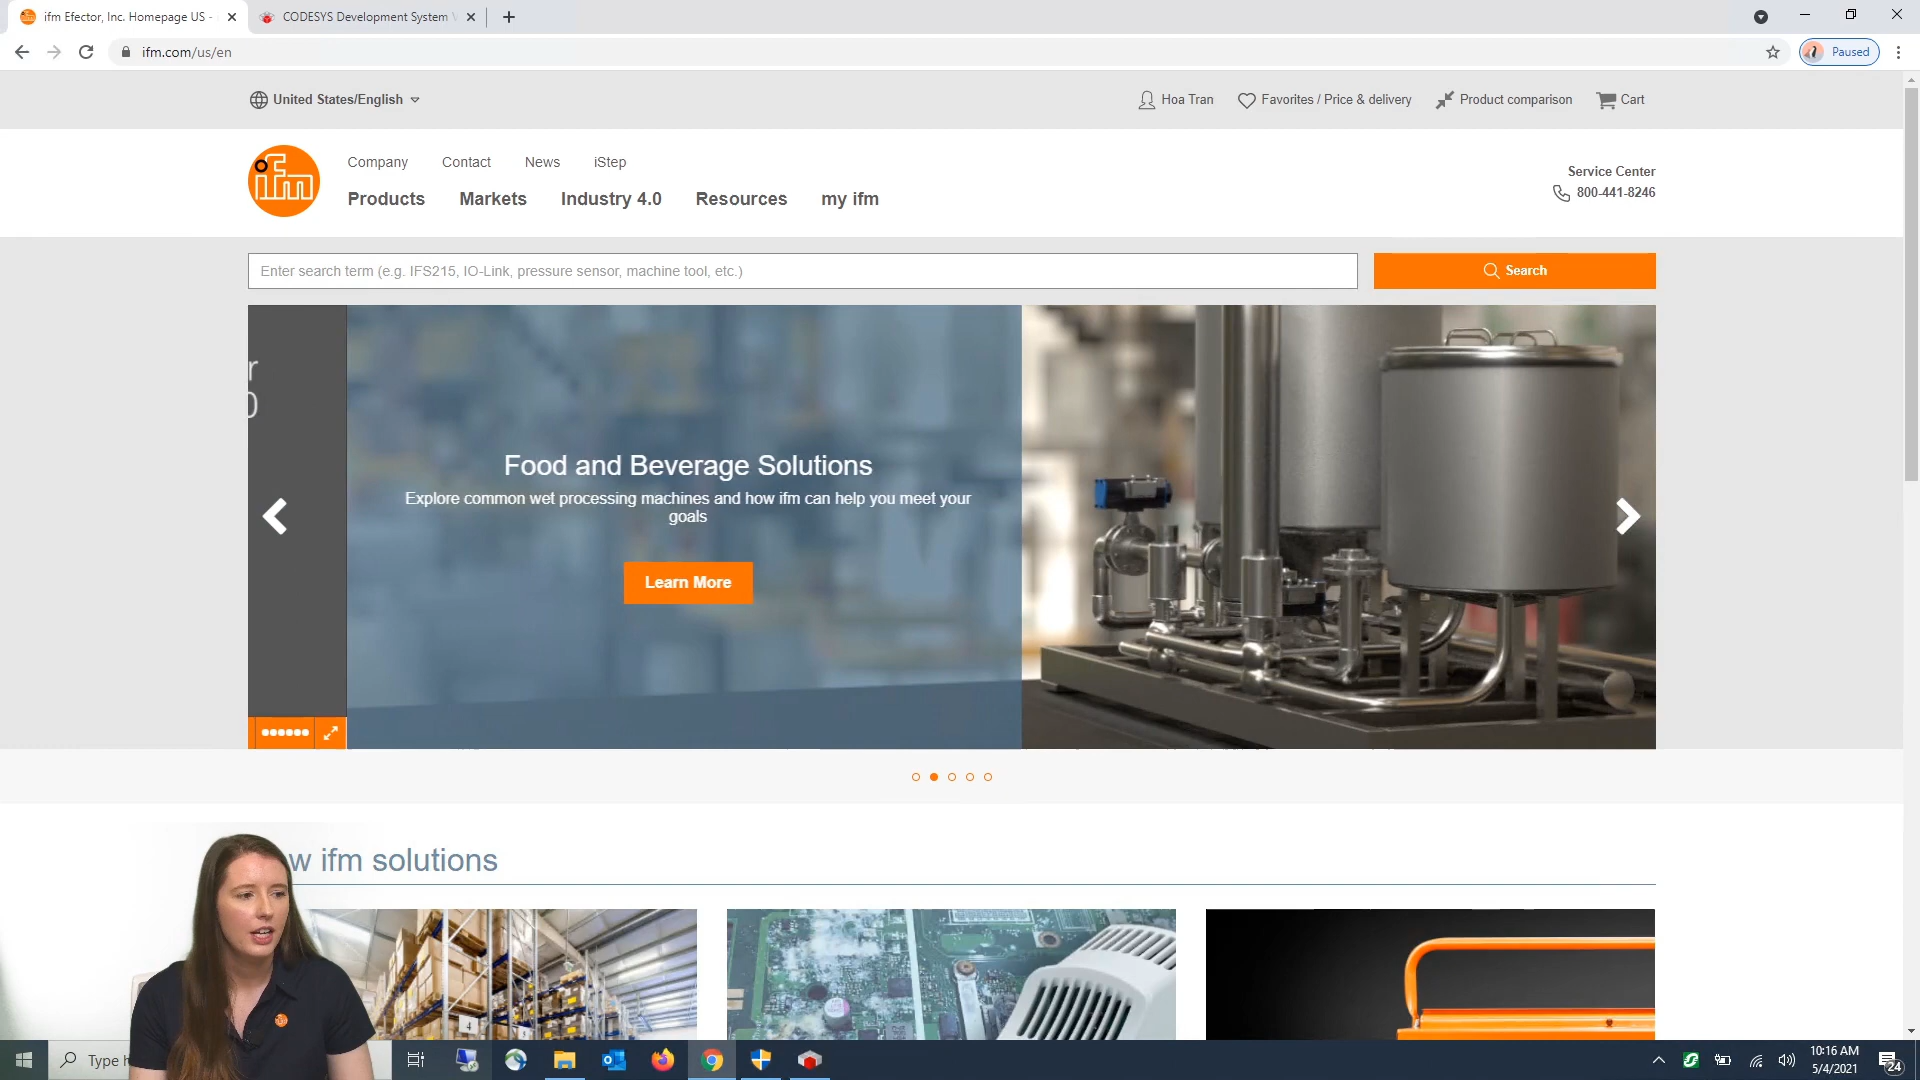 ifm Efector, Inc. Homepage US -
CODESYS Development System V
ifm.com/us/en
Paused
United States/English
Hoa Tran
Favorites / Price & delivery
Product comparison
Cart
ifm
Company
Contact
News
iStep
Products
Markets
Industry 4.0
Resources
my ifm
Service Center
800-441-8246
Enter search term (e.g. IFS215, IO-Link, pressure sensor, machine tool, etc.)
Search
r
0
Food and Beverage Solutions
Explore common wet processing machines and how ifm can help you meet your
goals
Learn More
w ifm solutions
4
Type h
10:16 AM
5/4/2021
24